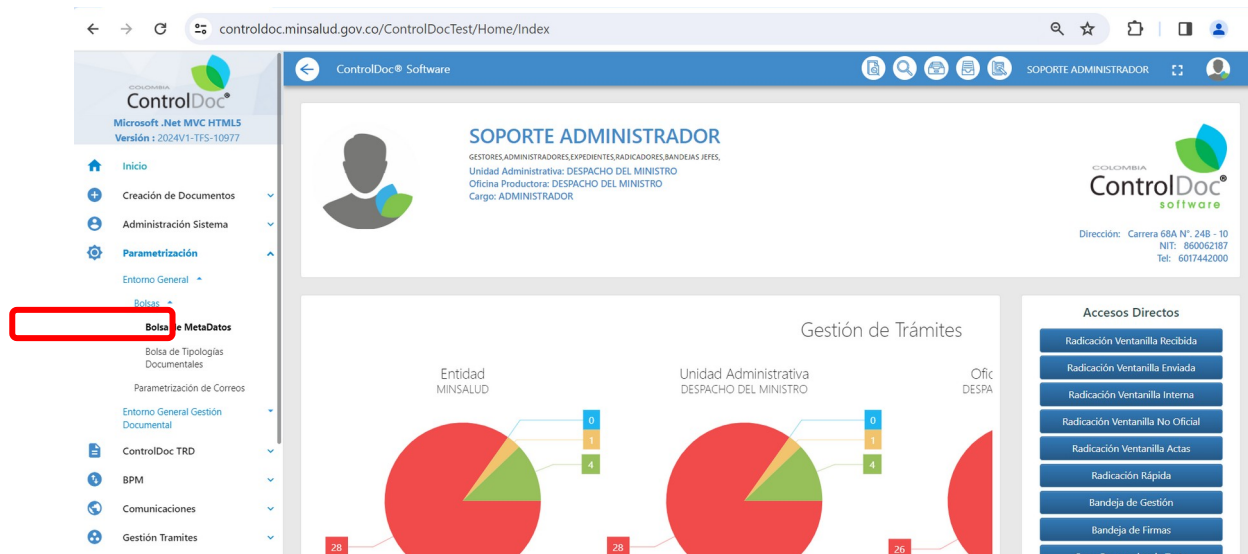 controldoc.minsalud.gov.co/ControlDocTest/Home/Index
COLOMBIA
ControlDoc®
Microsoft .Net MVC HTML5
Versión : 2024V1-TFS-10977
Inicio
Creación de Documentos
Administración Sistema
Parametrización
Entorno General
Bolsas
Bolsa de MetaDatos
Bolsa de Tipologías
Documentales
Parametrización de Correos
Entorno General Gestión
Documental
ControlDoc TRD
BPM
Comunicaciones
Gestión Tramites
ControlDoc® Software
SOPORTE ADMINISTRADOR
SOPORTE ADMINISTRADOR
GESTORES,ADMINISTRADORES,EXPEDIENTES,RADICADORES,BANDEJAS JEFES,
Unidad Administrativa: DESPACHO DEL MINISTRO
Oficina Productora: DESPACHO DEL MINISTRO
Cargo: ADMINISTRADOR
COLOMBIA
ControlDoc®
software
Dirección: Carrera 68A N°. 24B - 10
NIT: 860062187
Tel: 6017442000
Gestión de Trámites
Entidad
MINSALUD
0
1
4
28
Unidad Administrativa
DESPACHO DEL MINISTRO
0
1
4
28
Ofic
DESPA
26
Accesos Directos
Radicación Ventanilla Recibida
Radicación Ventanilla Enviada
Radicación Ventanilla Interna
Radicación Ventanilla No Oficial
Radicación Ventanilla Actas
Radicación Rápida
Bandeja de Gestión
Bandeja de Firmas